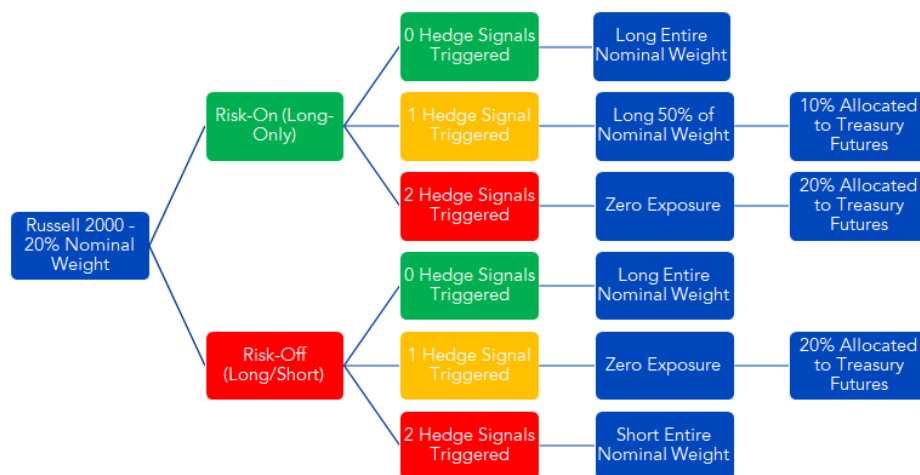 0 Hedge Signals
Triggered
Long Entire
Nominal Weight
Risk-On (Long-
Only)
1 Hedge Signal
Triggered
Long 50% of
Nominal Weight
10% Allocated
to Treasury
Futures
2 Hedge Signals
Triggered
Zero Exposure
20% Allocated
to Treasury
Futures
Russell 2000 -
20% Nominal
Weight
0 Hedge Signals
Triggered
Long Entire
Nominal Weight
Risk-Off
(Long/Short)
1 Hedge Signal
Triggered
Zero Exposure
20% Allocated
to Treasury
Futures
2 Hedge Signals
Triggered
Short Entire
Nominal Weight